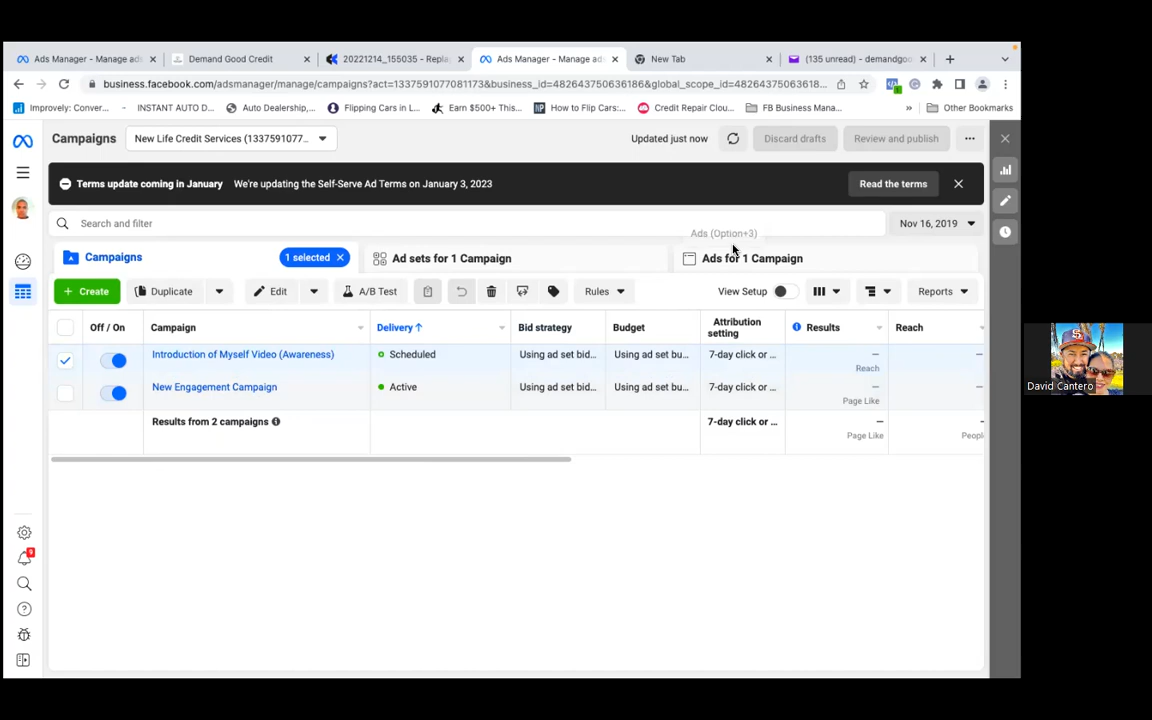 Ads Manager - Manage ad
Demand Good Credit
20221214_155035 - Repla
Ads Manager - Manage ad
New Tab
(135 unread) - demandgoo
business.facebook.com/adsmanager/manage/campaigns?act=1337591077081173&business_id=482643750636186&global_scope_id=48264375063618...
Improvely: Conver...
INSTANT AUTO D...
Auto Dealership,...
Flipping Cars in L...
Earn $500+ This...
How to Flip Cars:...
Credit Repair Clou...
FB Business Mana...
»
Other Bookmarks
Campaigns
New Life Credit Services (1337591077...
Updated just now
Discard drafts
Review and publish
Terms update coming in January We're updating the Self-Serve Ad Terms on January 3, 2023
Read the terms
Search and filter
Ads (Option+3)
Nov 16, 2019
Campaigns
1 selected
Ad sets for 1 Campaign
Ads for 1 Campaign
+ Create
Duplicate
Edit
A/B Test
Rules
View Setup
Reports
Off / On
Campaign
Delivery ↑
Bid strategy
Budget
Attribution
setting
Results
Reach
Introduction of Myself Video (Awareness)
Scheduled
Using ad set bid...
Using ad set bu...
7-day click or ...
—
Reach
—
New Engagement Campaign
Active
Using ad set bid...
Using ad set bu...
7-day click or ...
—
Page Like
—
Results from 2 campaigns
7-day click or ...
—
Page Like
—
Peopl
9
David Cantero